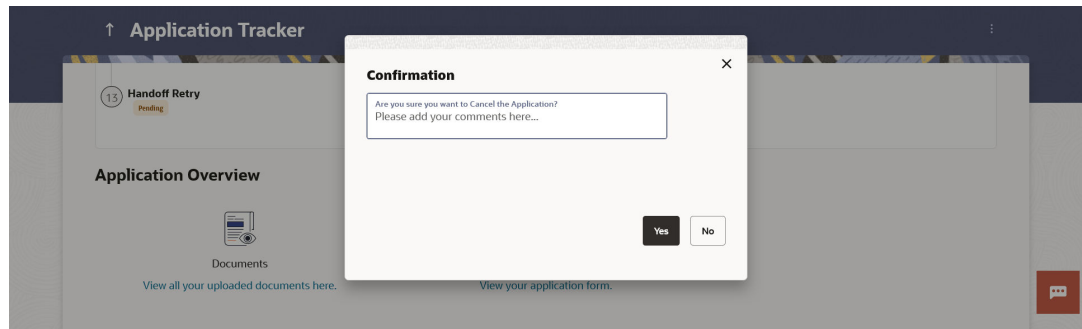 Application Tracker
13
Handoff Retry
Pending
Application Overview
Documents
View all your uploaded documents here.
View your application form.
Confirmation
Are you sure you want to Cancel the Application?
Please add your comments here...
Yes
No